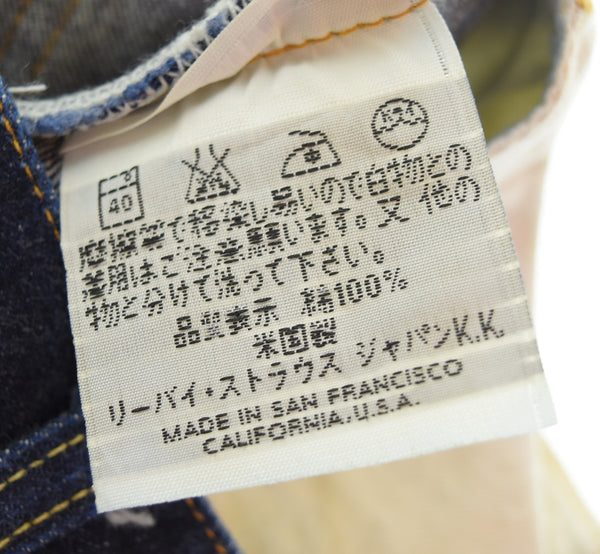 40
摩擦等で移染し易いので白物との
着用はご注意願います。又 他の
物と分けて洗って下さい。
品質表示 綿100%
米国製
リーバイ・ストラウス ジャパンK.K.
MADE IN SAN FRANCISCO
CALIFORNIA, U.S.A.